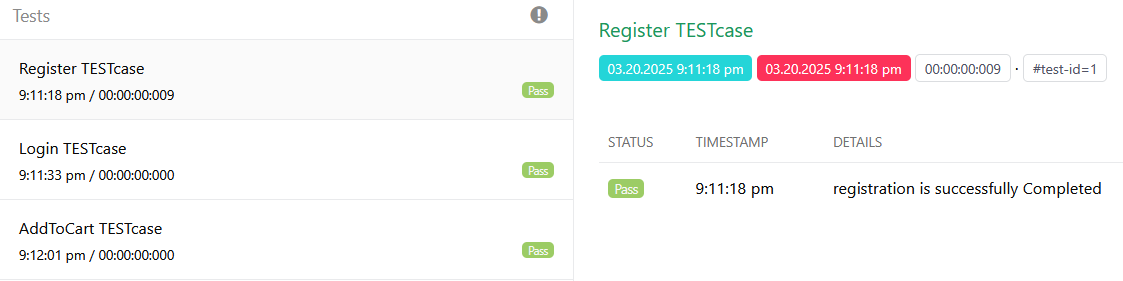 Tests
Register TESTcase
9:11:18 pm / 00:00:00:009
Pass
Login TESTcase
9:11:33 pm / 00:00:00:000
Pass
AddToCart TESTcase
9:12:01 pm / 00:00:00:000
Pass
Register TESTcase
03.20.2025 9:11:18 pm 03.20.2025 9:11:18 pm 00:00:00:009 · #test-id=1
STATUS TIMESTAMP DETAILS
Pass 9:11:18 pm registration is successfully Completed